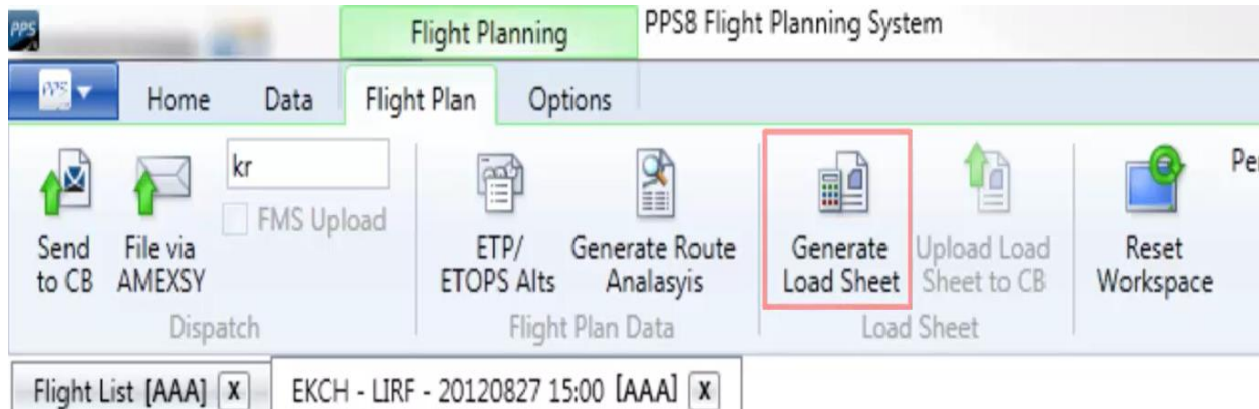 PPS
Flight Planning
PPS8 Flight Planning System
PPS
Home
Data
Flight Plan
Options
kr
FMS Upload
Send
to CB
File via
AMEXSY
ETP/
ETOPS Alts
Generate Route
Analasyis
Generate
Load Sheet
Upload Load
Sheet to CB
Reset
Workspace
Per
Dispatch
Flight Plan Data
Load Sheet
Flight List [AAA] X
EKCH - LIRF - 20120827 15:00 [AAA] X